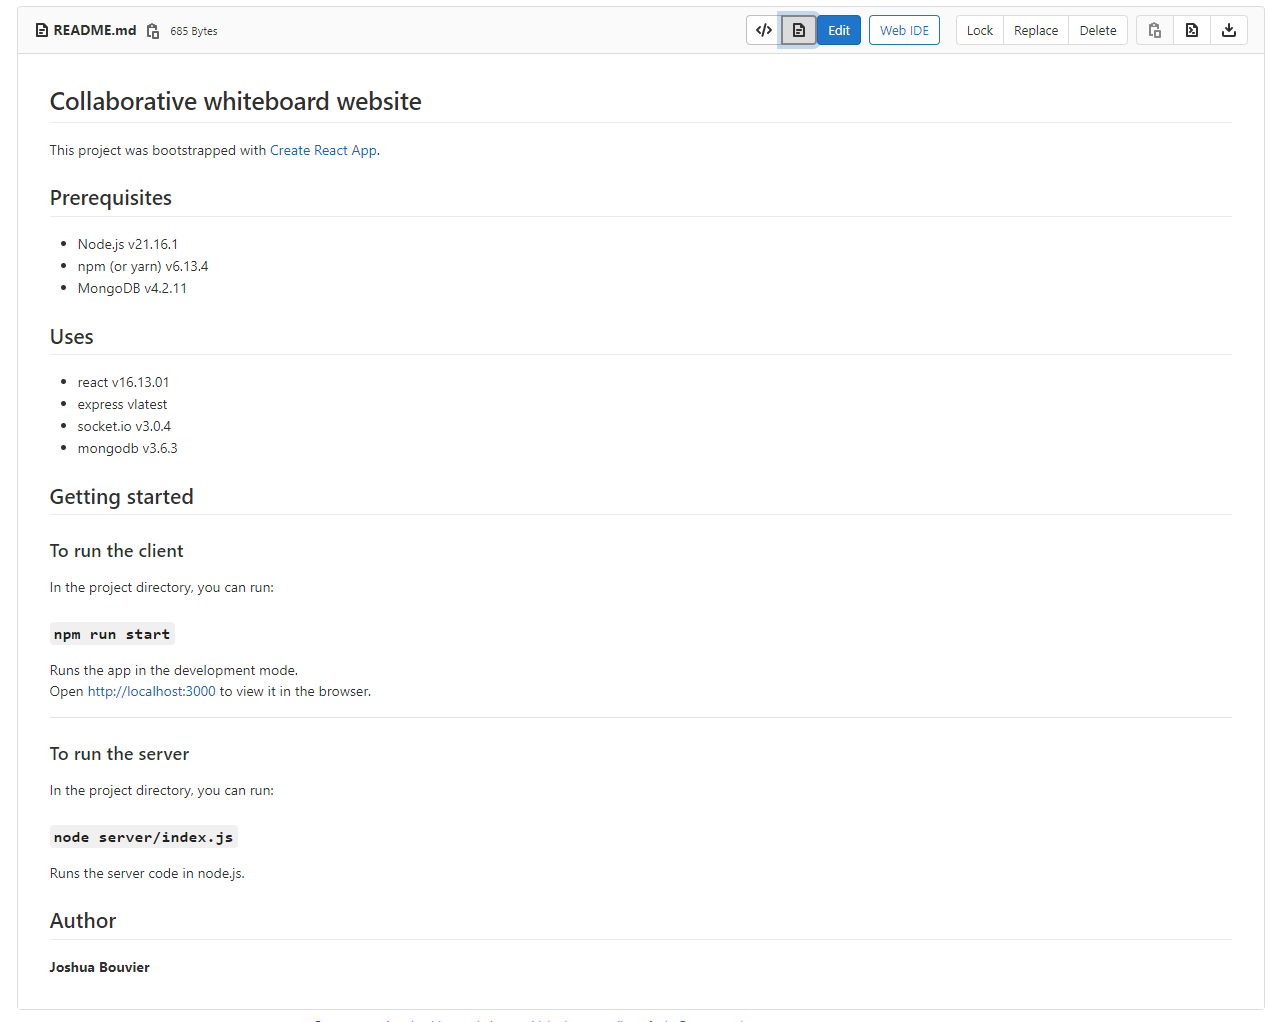 README.md 685 Bytes Edit Web IDE Lock Replace Delete
Collaborative whiteboard website
This project was bootstrapped with Create React App.
Prerequisites
Node.js v21.16.1
npm (or yarn) v6.13.4
MongoDB v4.2.11
Uses
react v16.13.01
express vlatest
socket.io v3.0.4
mongodb v3.6.3
Getting started
To run the client
In the project directory, you can run:
npm run start
Runs the app in the development mode.
Open http://localhost:3000 to view it in the browser.
To run the server
In the project directory, you can run:
node server/index.js
Runs the server code in node.js.
Author
Joshua Bouvier